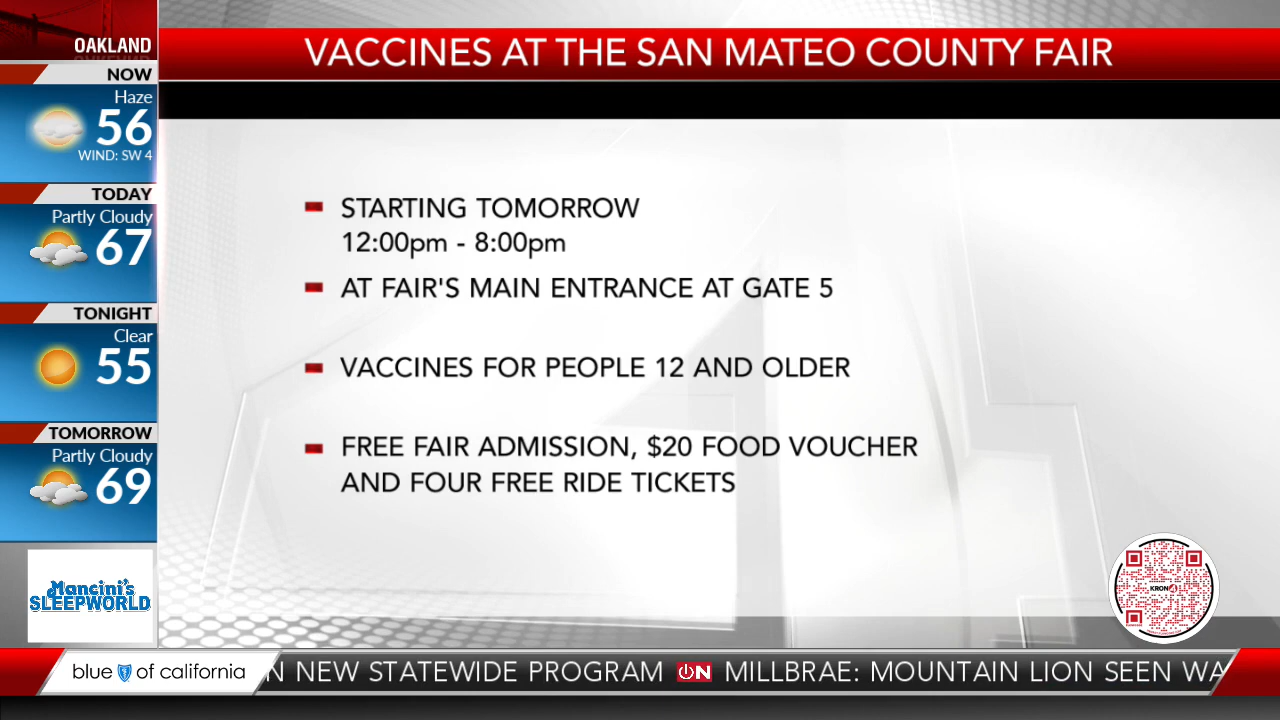 OAKLAND
NOW
Haze
56
WIND: SW 4
TODAY
Partly Cloudy
67
TONIGHT
Clear
55
TOMORROW
Partly Cloudy
69
Mancini's
SLEEPWORLD
VACCINES AT THE SAN MATEO COUNTY FAIR
STARTING TOMORROW
12:00pm - 8:00pm
AT FAIR'S MAIN ENTRANCE AT GATE 5
VACCINES FOR PEOPLE 12 AND OLDER
FREE FAIR ADMISSION, $20 FOOD VOUCHER
AND FOUR FREE RIDE TICKETS
KRON4
blue of california
N NEW STATEWIDE PROGRAM ON MILLBRAE: MOUNTAIN LION SEEN WA